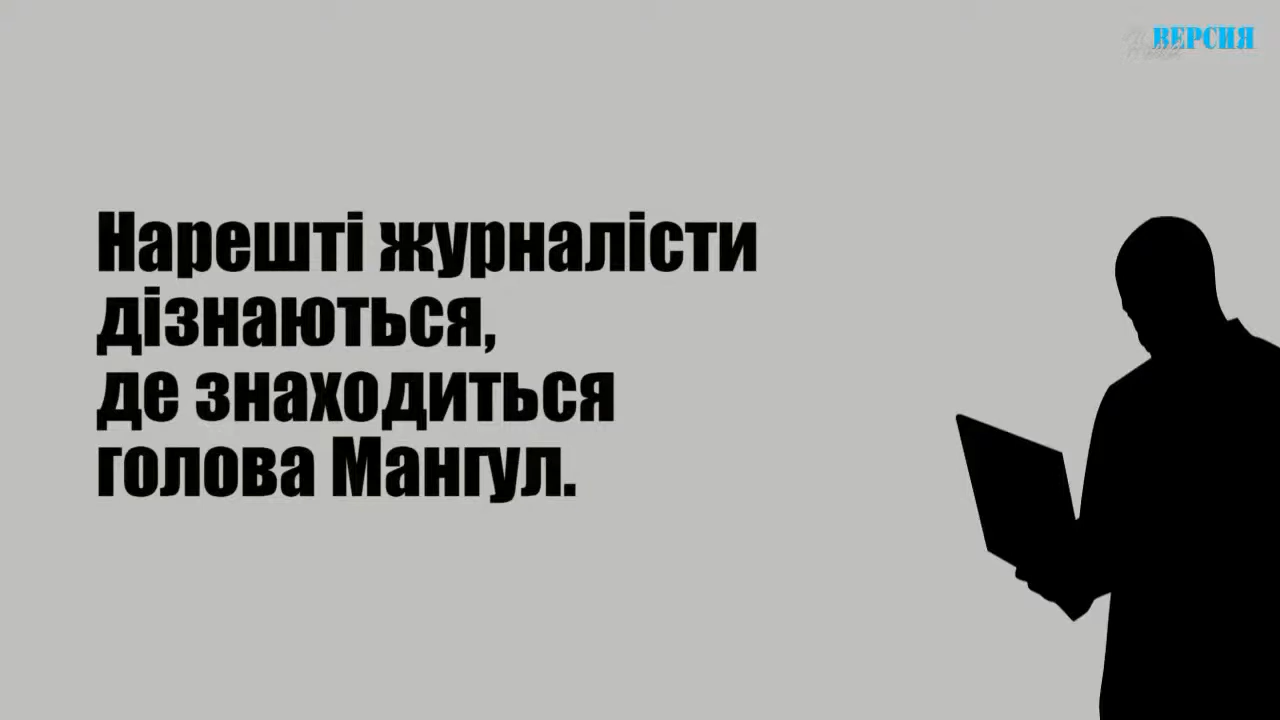 ВЕРСИЯ
Нарешті журналісти
дізнаються,
де знаходиться
голова Мангул.